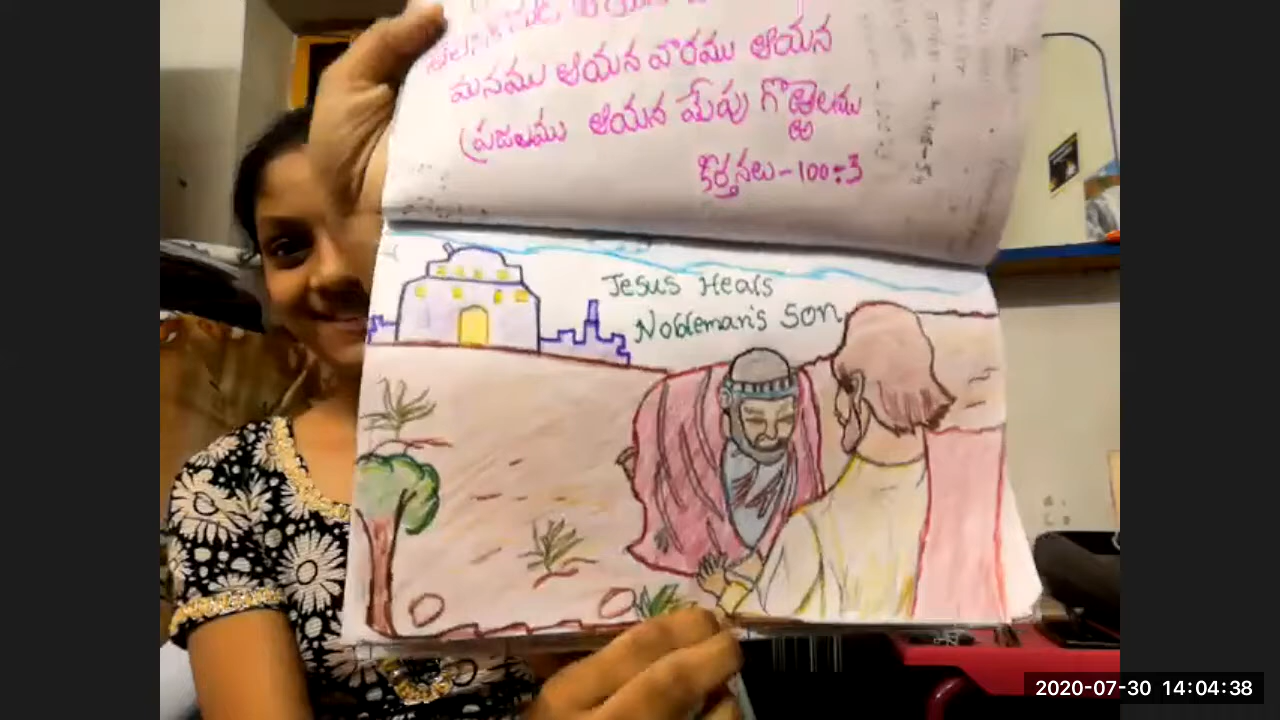 మనము ఆయన వారము ఆయన
ప్రజలము ఆయన మేపు గొఱ్ఱెలము
కీర్తనలు-100:3
Jesus Heals
Nobleman's Son
2020-07-30 14:04:38